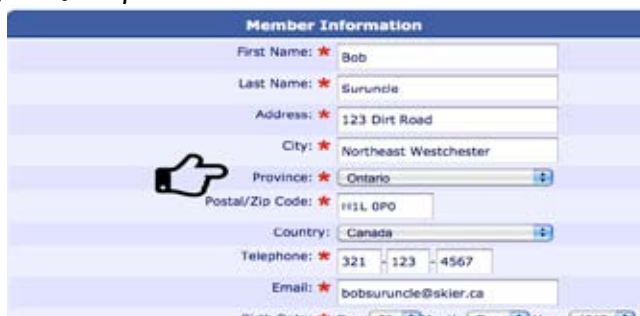 Member Information
First Name: * Bob
Last Name: * Suruncle
Address: * 123 Dirt Road
City: * Northeast Westchester
Province: * Ontario
Postal/Zip Code: * H1L 0P0
Country: Canada
Telephone: * 321 - 123 - 4567
Email: * bobsuruncle@skier.ca